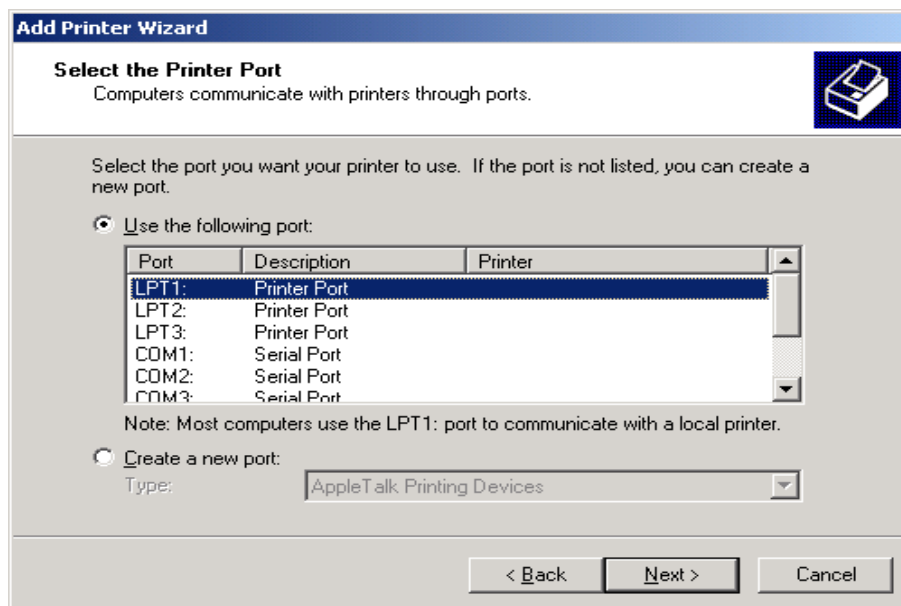 Add Printer Wizard
Select the Printer Port
Computers communicate with printers through ports.
Select the port you want your printer to use. If the port is not listed, you can create a
new port.
Use the following port:
Port Description Printer
LPT1: Printer Port
LPT2: Printer Port
LPT3: Printer Port
COM1: Serial Port
COM2: Serial Port
COM3: Serial Port
Note: Most computers use the LPT1: port to communicate with a local printer.
Create a new port:
Type: AppleTalk Printing Devices
< Back Next > Cancel